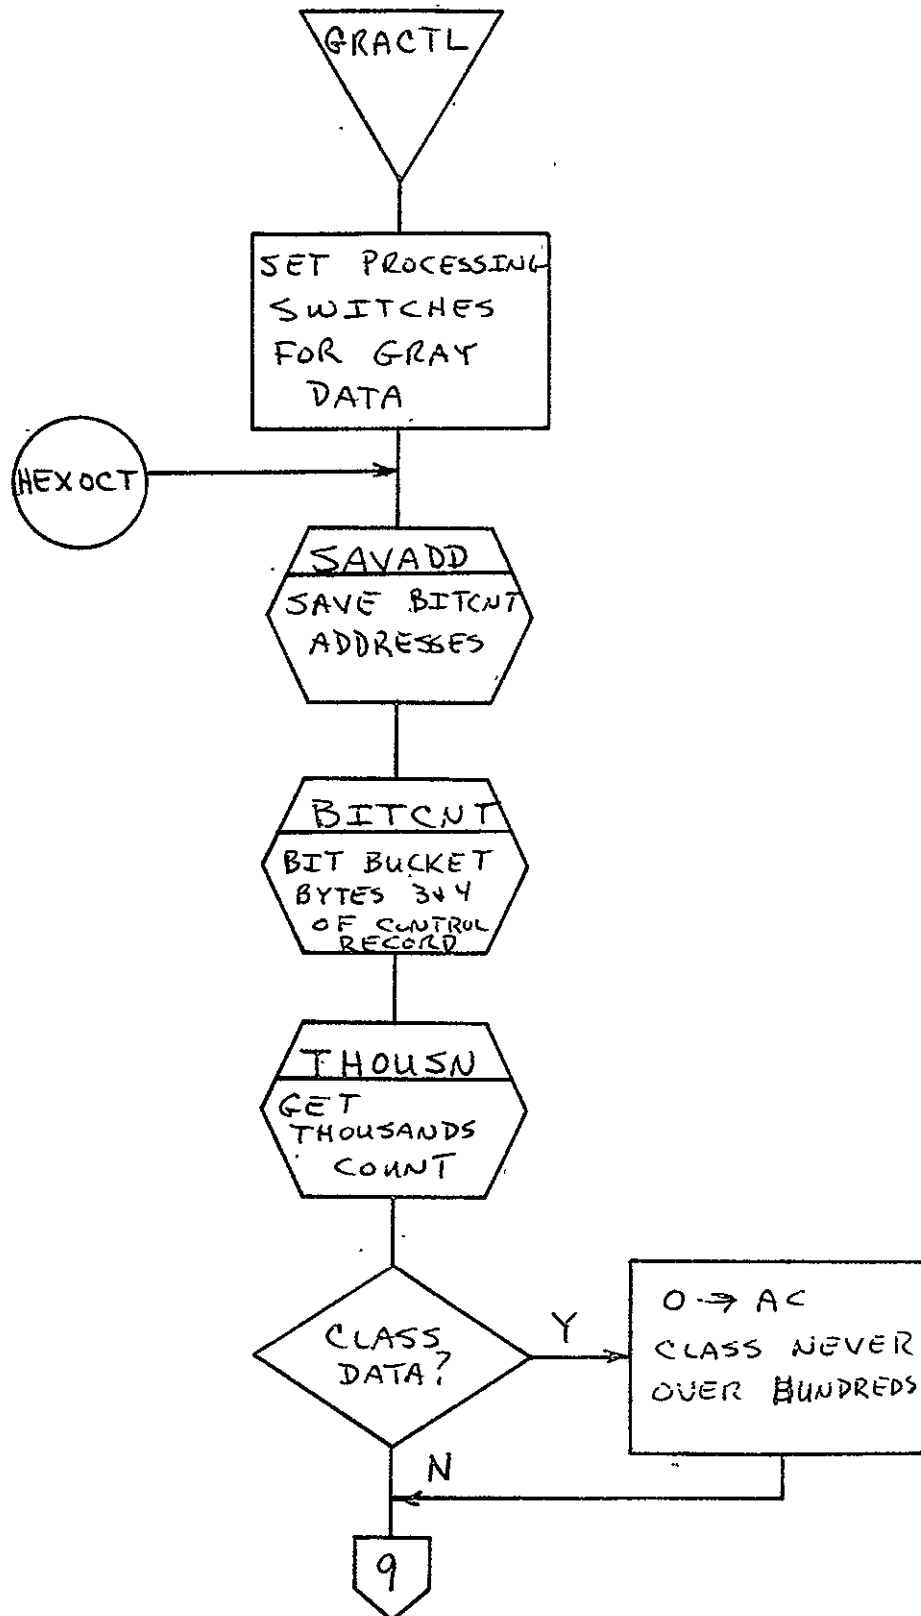 GRACTL
SET PROCESSING
SWITCHES
FOR GRAY
DATA
HEXOCT
SAVADD
SAVE BITCNT
ADDRESSES
BITCNT
BIT BUCKET
BYTES 3&4
OF CONTROL
RECORD
THOUSN
GET
THOUSANDS
COUNT
CLASS
DATA?
Y
0 → AC
CLASS NEVER
OVER HUNDREDS
N
9